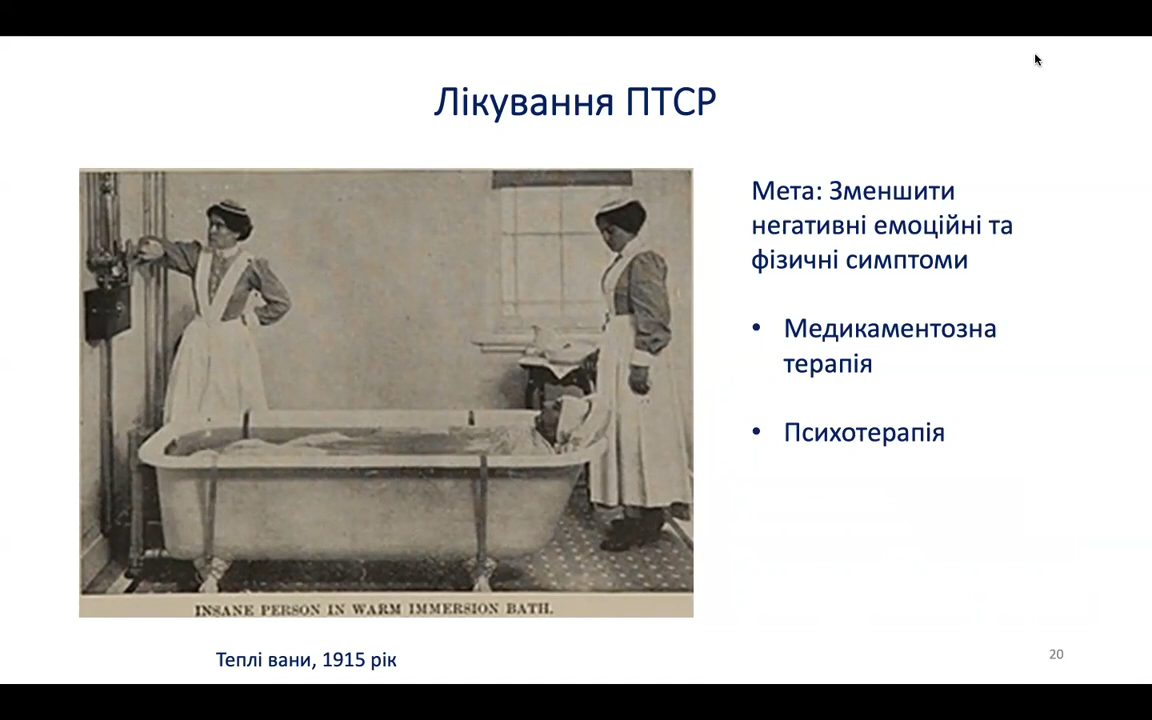 Лікування ПТСР
Мета: Зменшити
негативні емоційні та
фізичні симптоми
• Медикаментозна
терапія
• Психотерапія
INSANE PERSON IN WARM IMMERSION BATH.
Теплі вани, 1915 рік
20